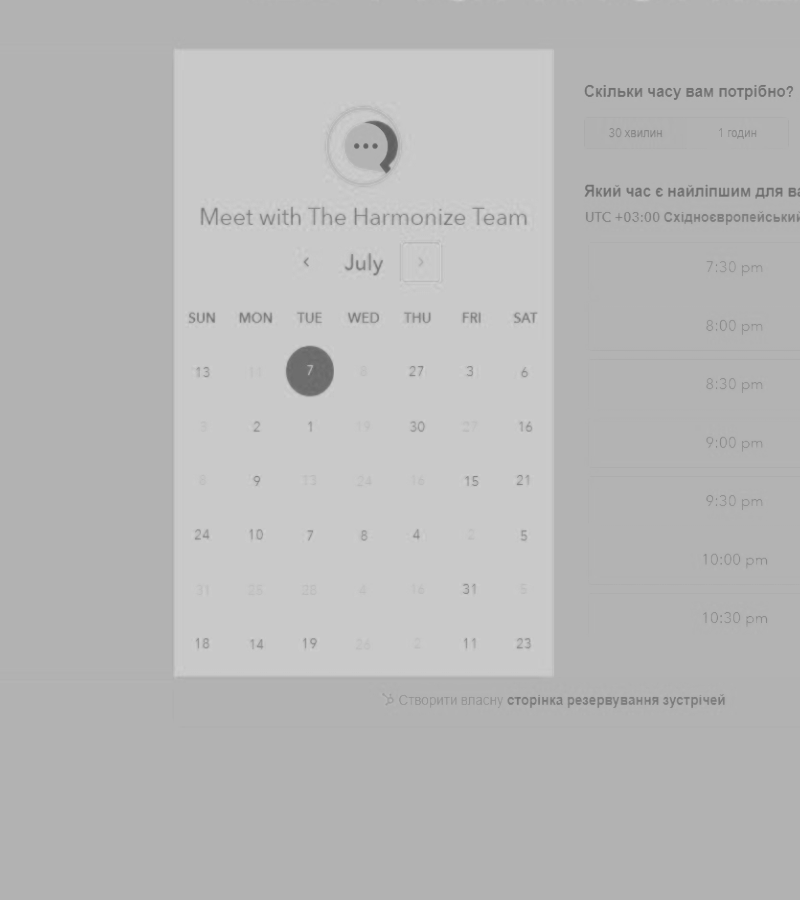 Meet with The Harmonize Team
July
SUN MON TUE WED THU FRI SAT
13 11 7 8 27 3 6
3 2 1 19 30 27 16
8 9 13 24 16 15 21
24 10 7 8 4 2 5
31 25 28 4 16 31 5
18 14 19 26 2 11 23
Скільки часу вам потрібно?
30 хвилин 1 годин
Який час є найліпшим для
UTC +03:00 Східноєвропейський
7:30 pm
8:00 pm
8:30 pm
9:00 pm
9:30 pm
10:00 pm
10:30 pm
Створити власну сторінка резервування зустрічей